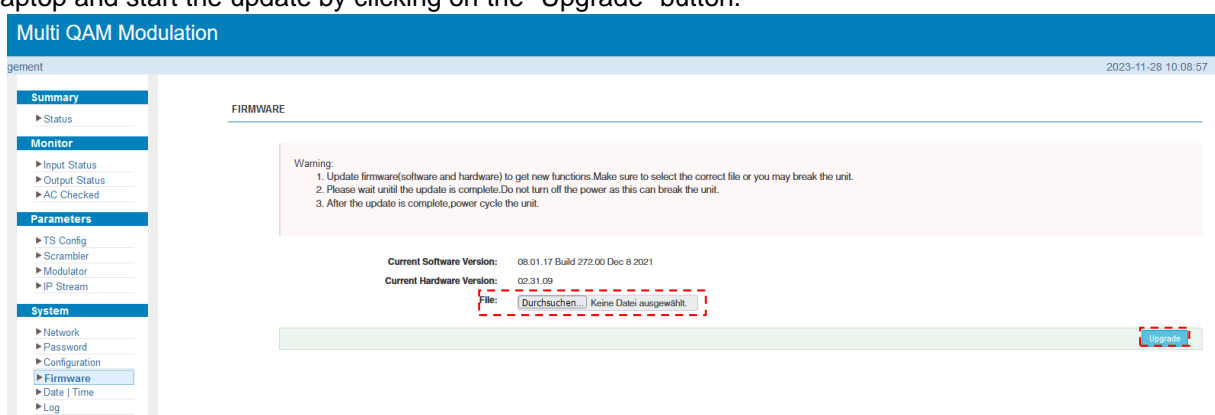 laptop and start the update by clicking on the "Upgrade" button.
Multi QAM Modulation
gement
2023-11-28 10:08:57
Summary
Status
Monitor
Input Status
Output Status
AC Checked
Parameters
TS Config
Scrambler
Modulator
IP Stream
System
Network
Password
Configuration
Firmware
Date | Time
Log
FIRMWARE
Warning:
1. Update firmware(software and hardware) to get new functions.Make sure to select the correct file or you may break the unit.
2. Please wait unitil the update is complete.Do not turn off the power as this can break the unit.
3. After the update is complete,power cycle the unit.
Current Software Version: 08.01.17 Build 272.00 Dec 8 2021
Current Hardware Version: 02.31.09
File: Durchsuchen... Keine Datei ausgewählt.
Upgrade